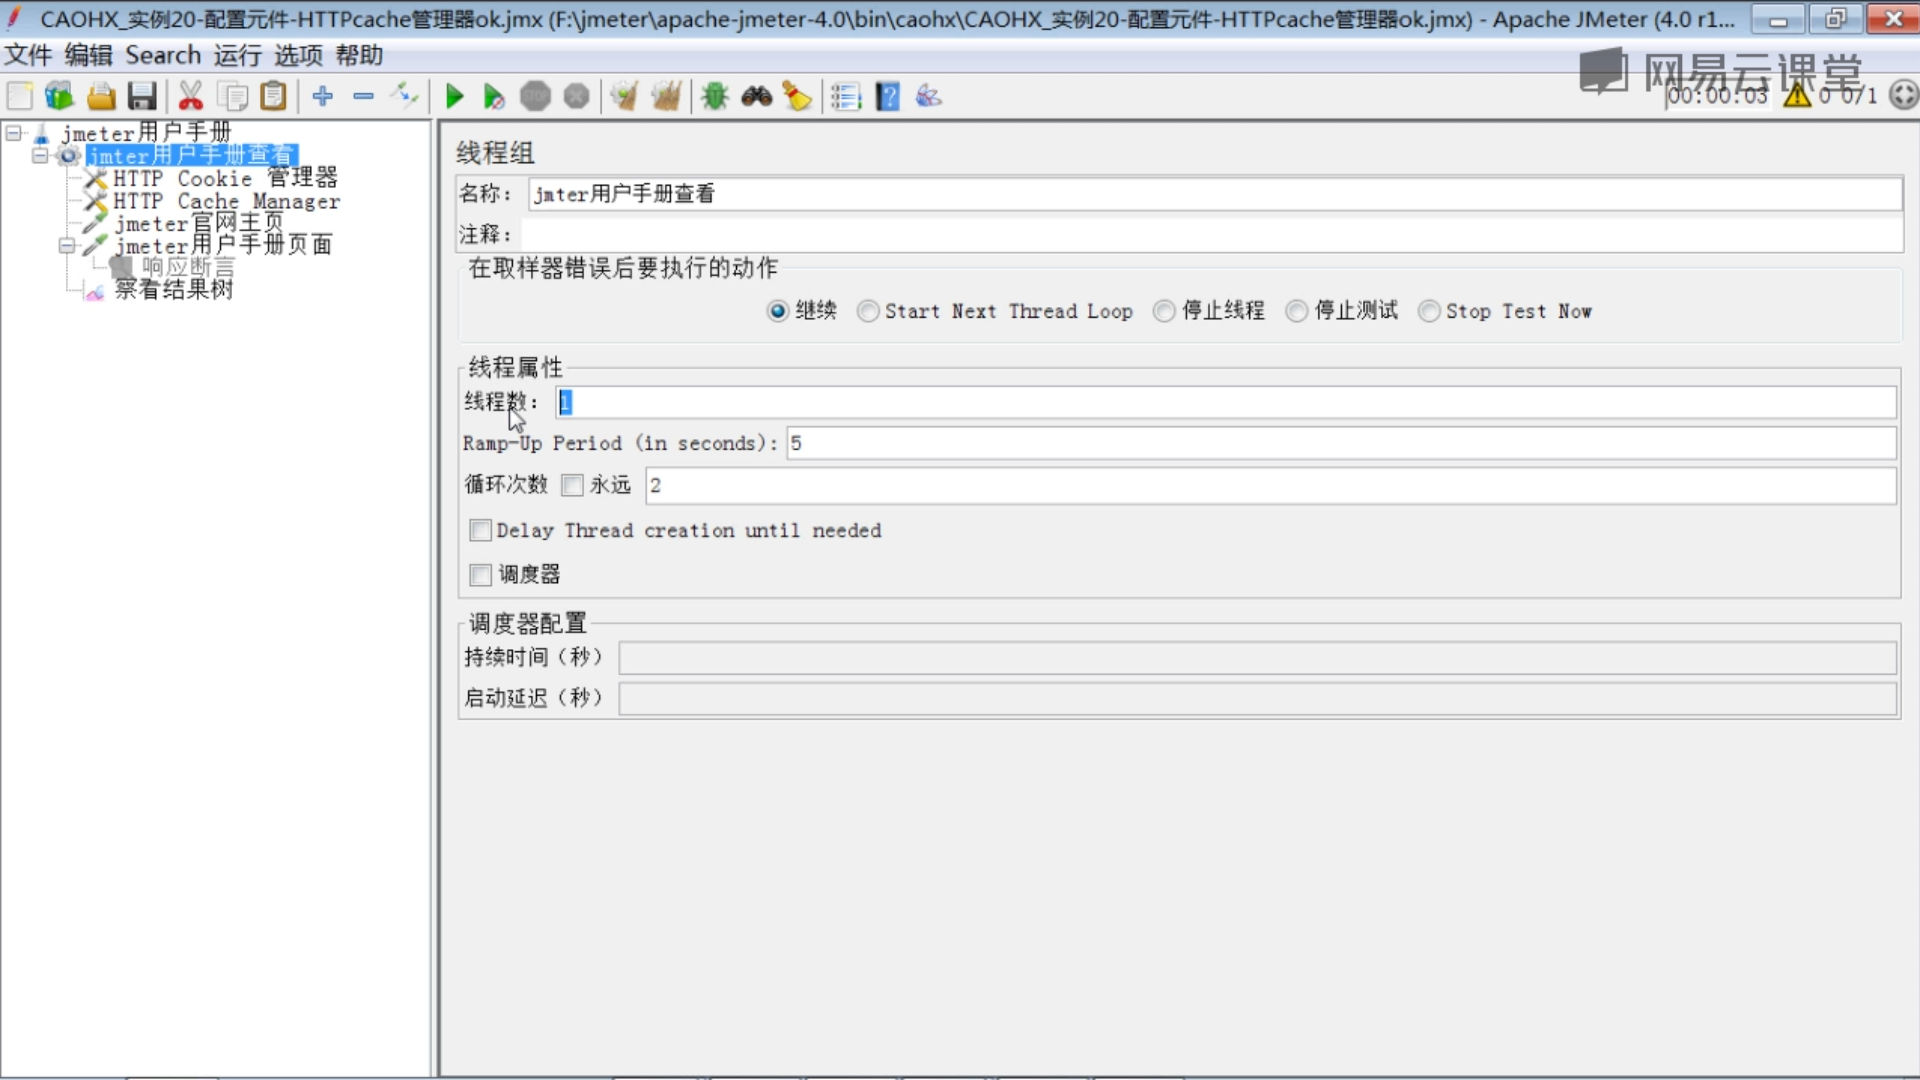 CAOHX_实例20-配置元件-HTTPcache管理器ok.jmx (F:\jmeter\apache-jmeter-4.0\bin\caohx\CAOHX_实例20-配置元件-HTTPcache管理器ok.jmx) - Apache JMeter (4.0 r1...
文件 编辑 Search 运行 选项 帮助
网易云课堂
00:00:03 0 0/1
jmeter用户手册
jmter用户手册查看
HTTP Cookie 管理器
HTTP Cache Manager
jmeter官网主页
jmeter用户手册页面
响应断言
察看结果树
线程组
名称： jmter用户手册查看
注释：
在取样器错误后要执行的动作
继续 Start Next Thread Loop 停止线程 停止测试 Stop Test Now
线程属性
线程数： 1
Ramp-Up Period (in seconds): 5
循环次数 永远 2
Delay Thread creation until needed
调度器
调度器配置
持续时间（秒）
启动延迟（秒）